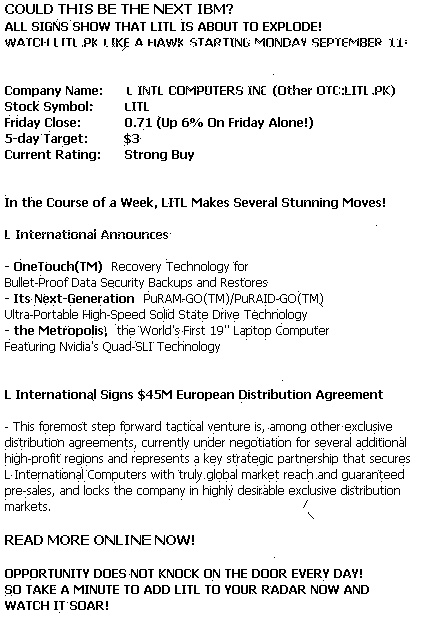 COULD THIS BE THE NEXT IBM?
ALL SIGNS SHOW THAT LITL IS ABOUT TO EXPLODE!
WATCH LITL.PK LIKE A HAWK STARTING MONDAY SEPTEMBER 11!
Company Name: L INTL COMPUTERS INC (Other OTC:LITL.PK)
Stock Symbol: LITL
Friday Close: 0.71 (Up 6% On Friday Alone!)
5-day Target: $3
Current Rating: Strong Buy
In the Course of a Week, LITL Makes Several Stunning Moves!
L International Announces
- OneTouch(TM) Recovery Technology for
Bullet-Proof Data Security Backups and Restores
- Its Next-Generation PuRAM-GO(TM)/PuRAID-GO(TM)
Ultra-Portable High-Speed Solid State Drive Technology
- the Metropolis, the World's First 19" Laptop Computer
Featuring Nvidia's Quad-SLI Technology
L International Signs $45M European Distribution Agreement
- This foremost step forward tactical venture is, among other exclusive
distribution agreements, currently under negotiation for several additional
high-profit regions and represents a key strategic partnership that secures
L International Computers with truly global market reach and guaranteed
pre-sales, and locks the company in highly desirable exclusive distribution
markets.
READ MORE ONLINE NOW!
OPPORTUNITY DOES NOT KNOCK ON THE DOOR EVERY DAY!
SO TAKE A MINUTE TO ADD LITL TO YOUR RADAR NOW AND
WATCH IT SOAR!